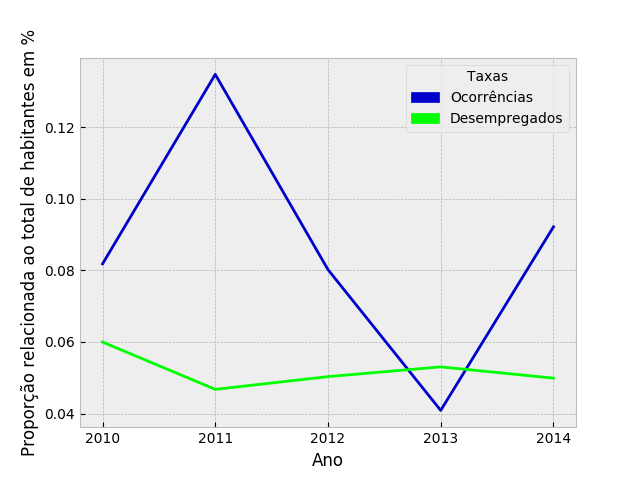 Proporção relacionada ao total de habitantes em %
Taxas
Ocorrências
Desempregados
0.12
0.10
0.08
0.06
0.04
2010 2011 2012 2013 2014
Ano